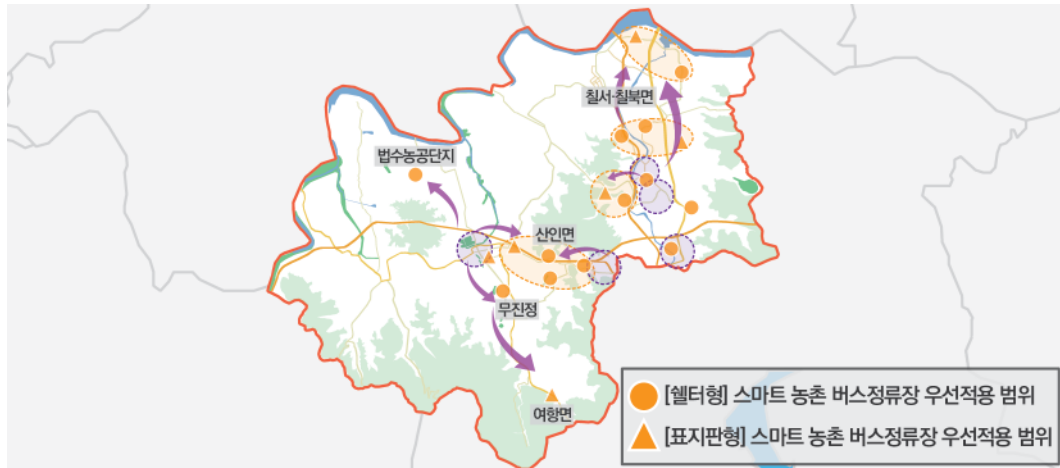 칠서·칠북면
법수농공단지
산인면
무진정
여항면
[쉘터형] 스마트 농촌 버스정류장 우선적용 범위
[표지판형] 스마트 농촌 버스정류장 우선적용 범위